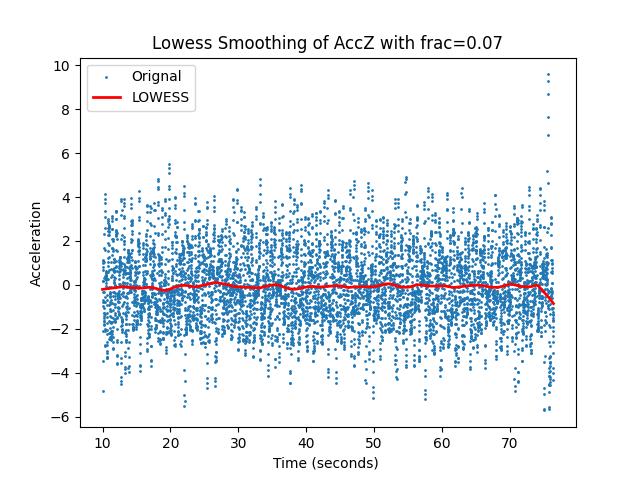 Lowess Smoothing of AccZ with frac=0.07
Orignal
LOWESS
Acceleration
10
8
6
4
2
0
−2
−4
−6
10 20 30 40 50 60 70
Time (seconds)